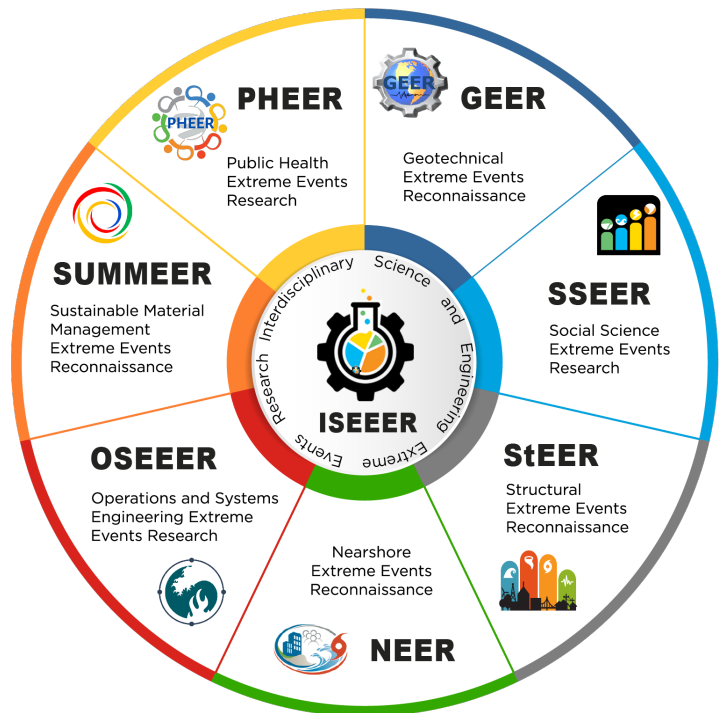 PHEER
PHEER
Public Health
Extreme Events
Research
GEER
GEER
Geotechnical
Extreme Events
Reconnaissance
SSEER
Social Science
Extreme Events
Research
StEER
Structural
Extreme Events
Reconnaissance
Nearshore
Extreme Events
Reconnaissance
NEER
OSEEER
Operations and Systems
Engineering Extreme
Events Research
SUMMEER
Sustainable Material
Management
Extreme Events
Reconnaissance
Interdisciplinary Science and Engineering Extreme Events Research
ISEEER